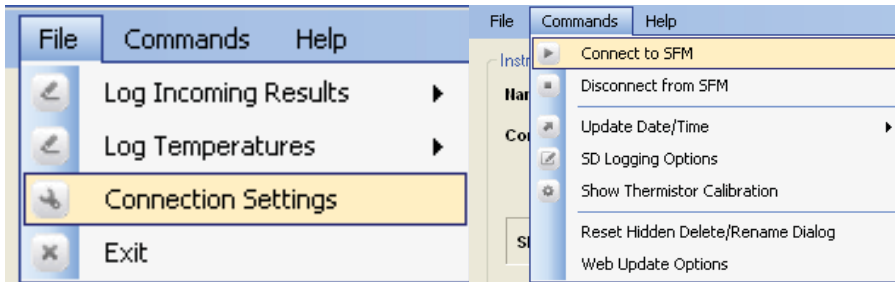 File Commands Help
Log Incoming Results
Log Temperatures
Connection Settings
Exit
File Commands Help
Connect to SFM
Disconnect from SFM
Update Date/Time
SD Logging Options
Show Thermistor Calibration
Reset Hidden Delete/Rename Dialog
Web Update Options